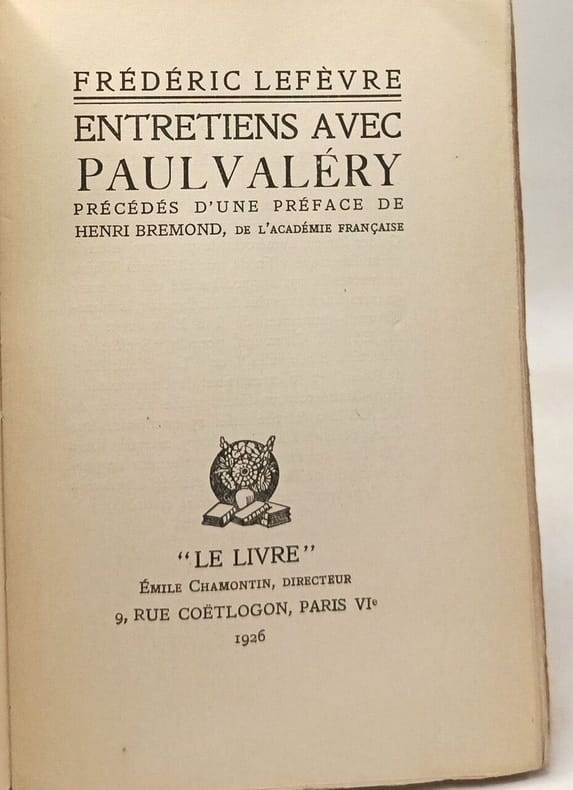 FRÉDÉRIC LEFÈVRE
ENTRETIENS AVEC
PAUL VALÉRY
PRÉCÉDÉS D'UNE PRÉFACE DE
HENRI BREMOND, DE L'ACADÉMIE FRANÇAISE
"LE LIVRE"
ÉMILE CHAMONTIN, DIRECTEUR
9, RUE COËTLOGON, PARIS VIe
1926